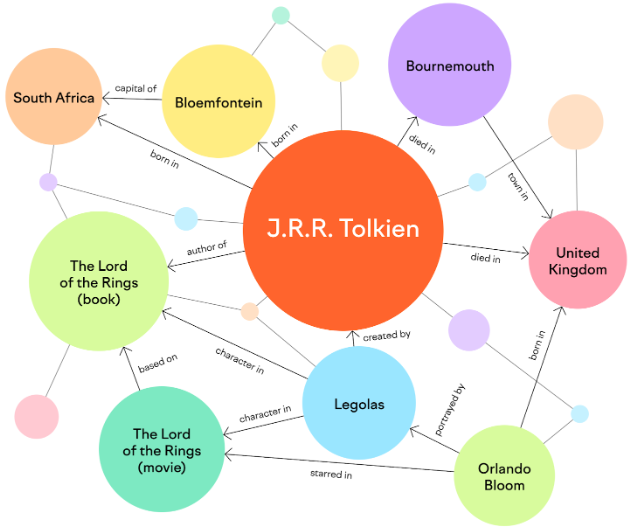 Bournemouth
South Africa
capital of
Bloemfontein
born in
died in
born in
town in
J.R.R. Tolkien
author of
died in
United
Kingdom
The Lord
of the Rings
(book)
created by
born in
based on
character in
Legolas
portrayed by
character in
The Lord
of the Rings
(movie)
starred in
Orlando
Bloom